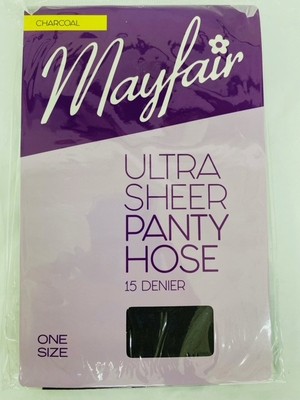 CHARCOAL
Mayfair
ULTRA
SHEER
PANTY
HOSE
15 DENIER
ONE
SIZE